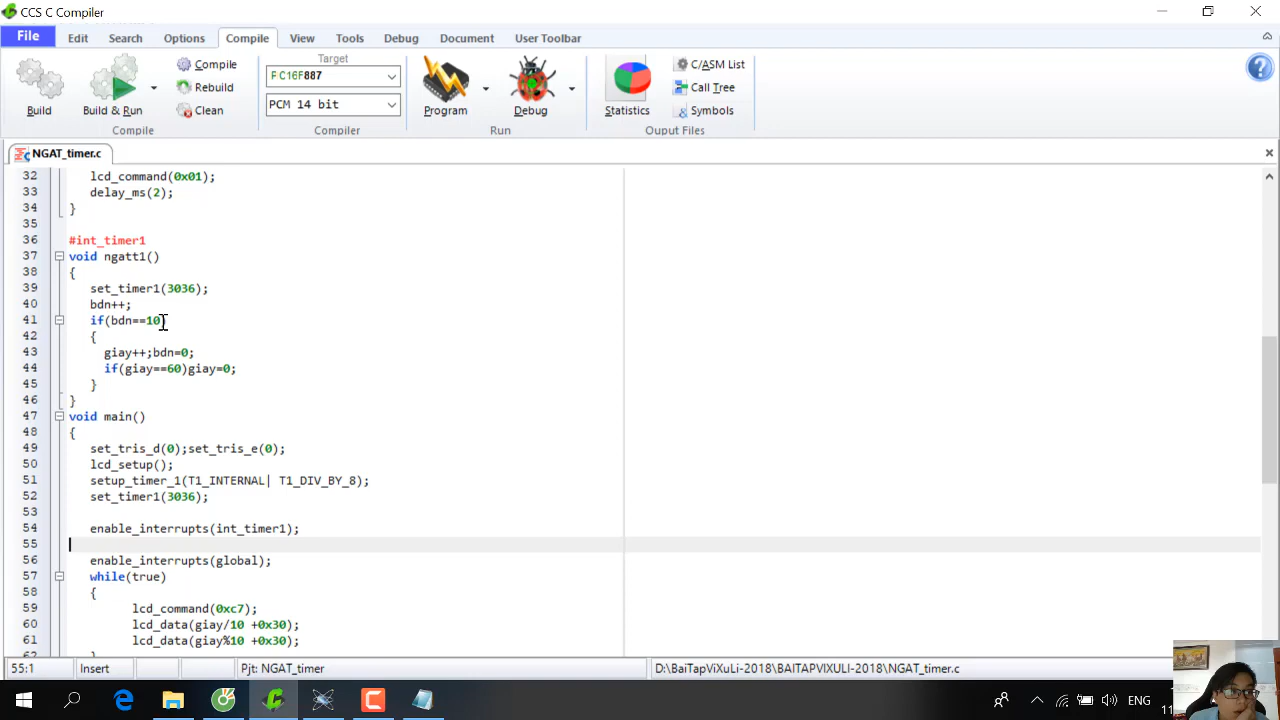 CCS C Compiler
File Edit Search Options Compile View Tools Debug Document User Toolbar
Build
Build & Run
Compile
Rebuild
Clean
Compile
Target
PIC16F887
PCM 14 bit
Compiler
Program
Debug
Run
Statistics
C/ASM List
Call Tree
Symbols
Ouput Files
NGAT_timer.c
32 lcd_command(0x01);
33 delay_ms(2);
34 }
35
36 #int_timer1
37 void ngatt1()
38 {
39 set_timer1(3036);
40 bdn++;
41 if(bdn==10)
42 {
43 giay++;bdn=0;
44 if(giay==60)giay=0;
45 }
46 }
47 void main()
48 {
49 set_tris_d(0);set_tris_e(0);
50 lcd_setup();
51 setup_timer_1(T1_INTERNAL| T1_DIV_BY_8);
52 set_timer1(3036);
53
54 enable_interrupts(int_timer1);
55
56 enable_interrupts(global);
57 while(true)
58 {
59 lcd_command(0xc7);
60 lcd_data(giay/10 +0x30);
61 lcd_data(giay%10 +0x30);
55:1 Insert Pjt: NGAT_timer D:\BaiTapViXuLi-2018\BAITAPVIXULI-2018\NGAT_timer.c
ENG